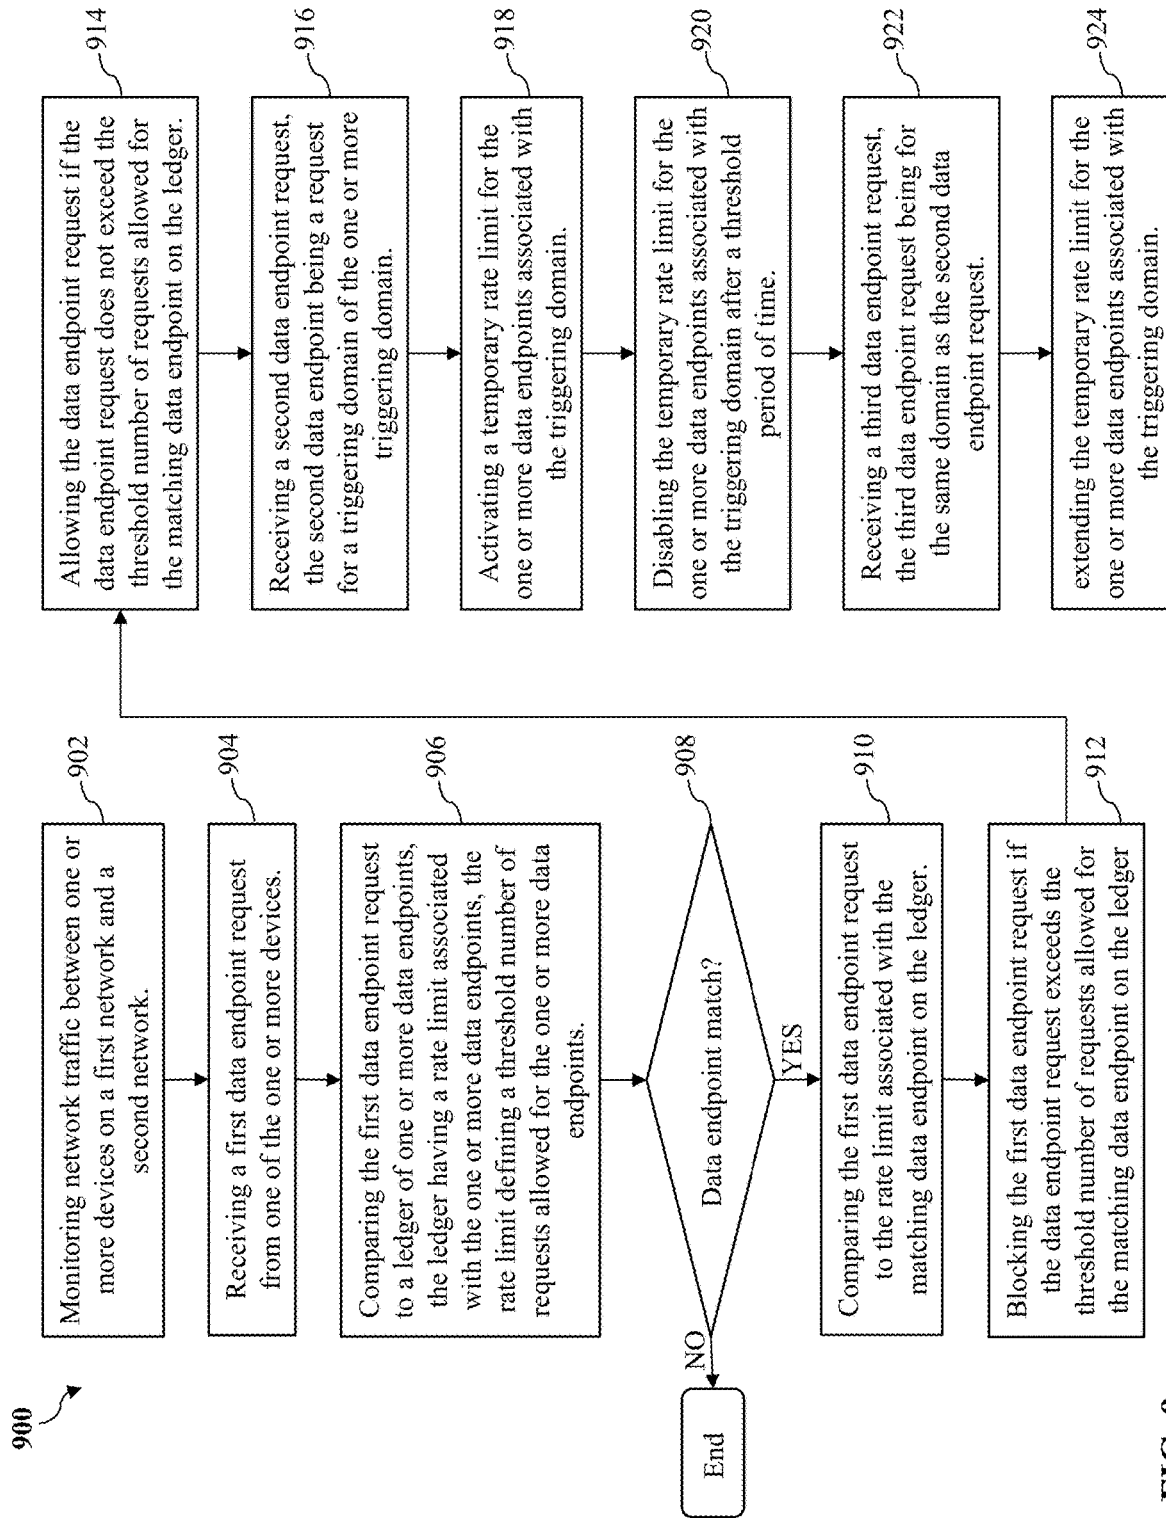 900
Monitoring network traffic between one or
more devices on a first network and a
second network.
902
Receiving a first data endpoint request
from one of the one or more devices.
904
Comparing the first data endpoint request
to a ledger of one or more data endpoints,
the ledger having a rate limit associated
with the one or more data endpoints, the
rate limit defining a threshold number of
requests allowed for the one or more data
endpoints.
906
Data endpoint match?
908
NO
End
YES
Comparing the first data endpoint request
to the rate limit associated with the
matching data endpoint on the ledger.
910
Blocking the first data endpoint request if
the data endpoint request exceeds the
threshold number of requests allowed for
the matching data endpoint on the ledger
912
Allowing the data endpoint request if the
data endpoint request does not exceed the
threshold number of requests allowed for
the matching data endpoint on the ledger.
914
Receiving a second data endpoint request,
the second data endpoint being a request
for a triggering domain of the one or more
triggering domain.
916
Activating a temporary rate limit for the
one or more data endpoints associated with
the triggering domain.
918
Disabling the temporary rate limit for the
one or more data endpoints associated with
the triggering domain after a threshold
period of time.
920
Receiving a third data endpoint request,
the third data endpoint request being for
the same domain as the second data
endpoint request.
922
extending the temporary rate limit for the
one or more data endpoints associated with
the triggering domain.
924